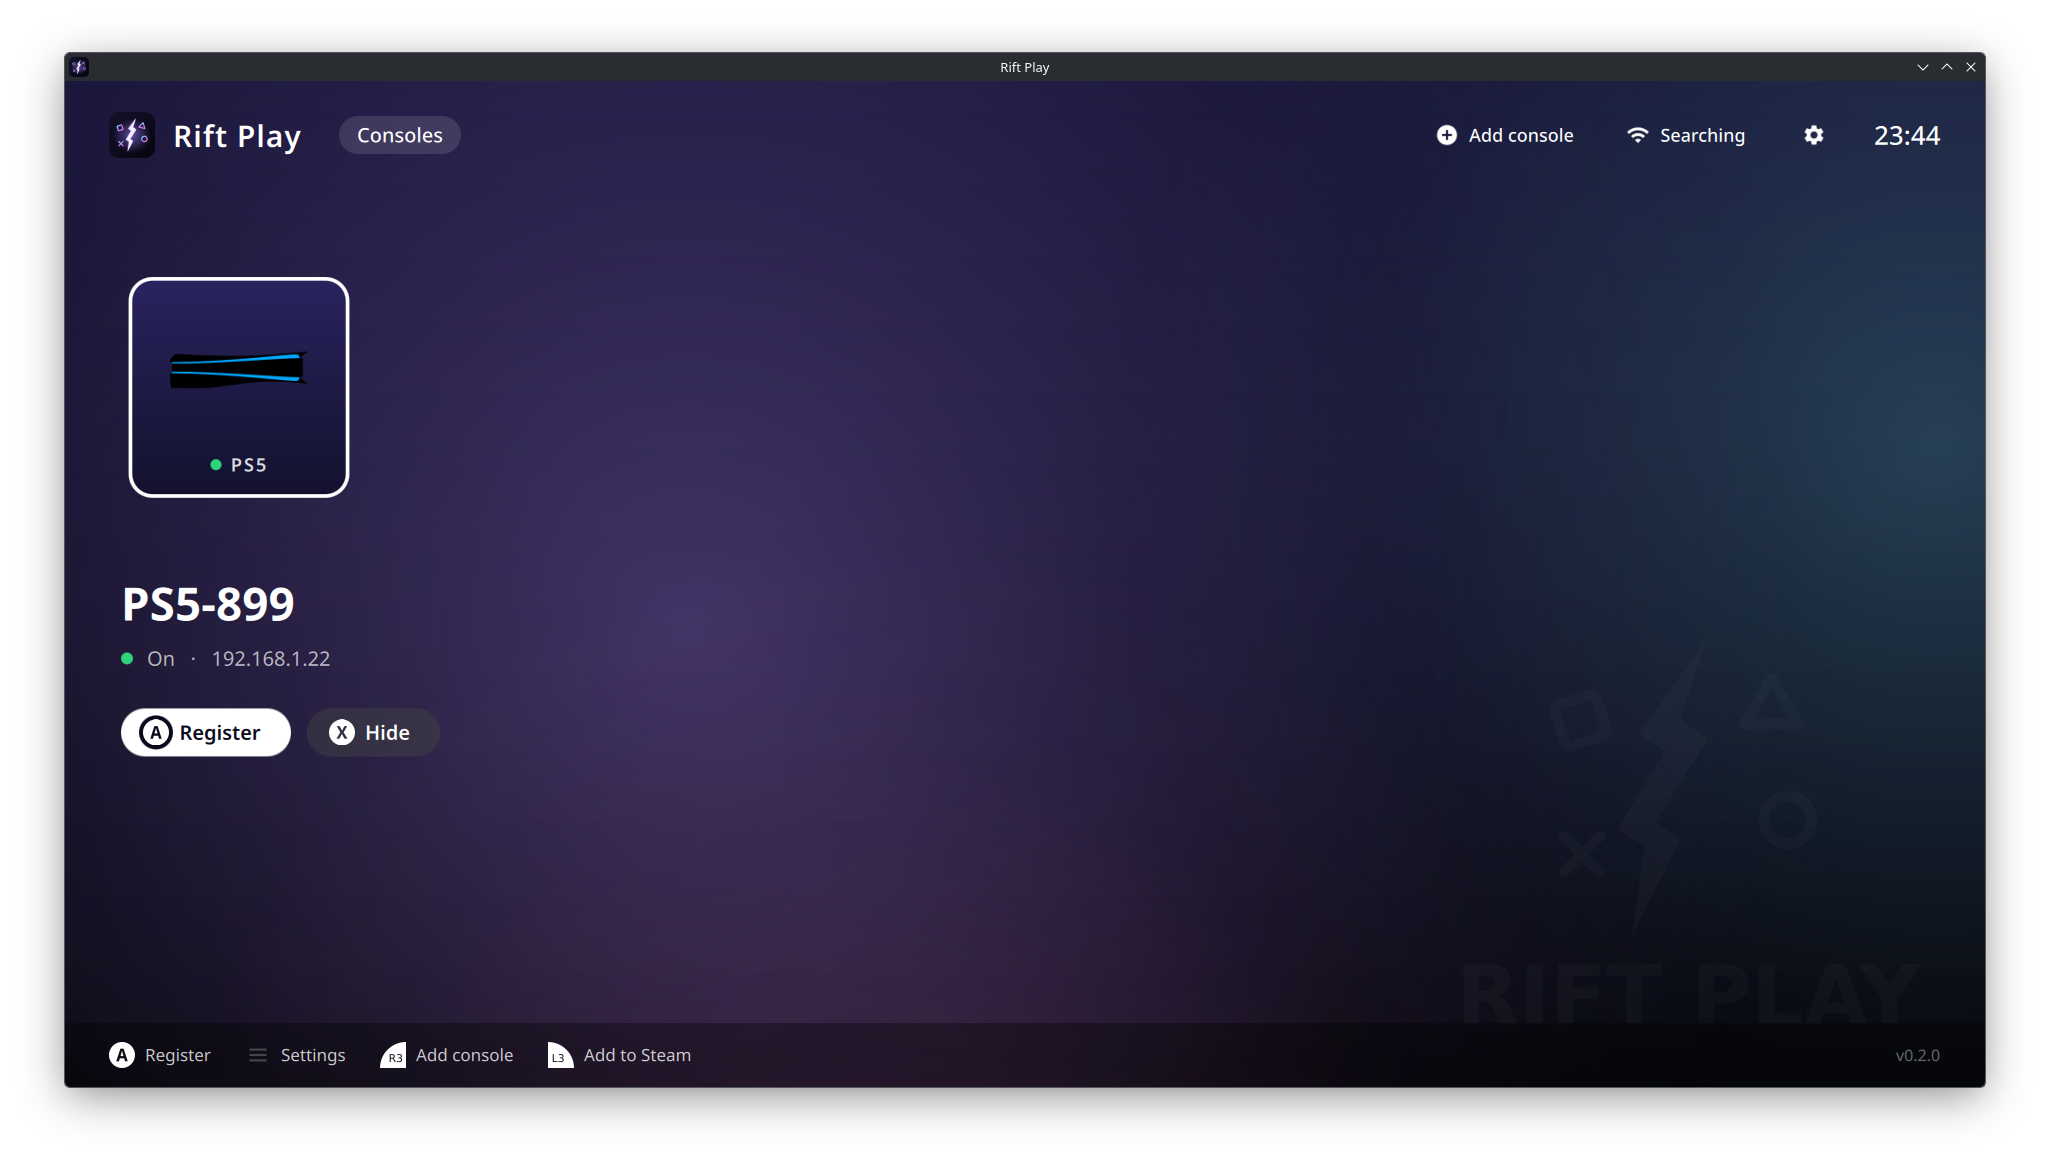 Rift Play
Rift Play Consoles Add console Searching 23:44
PS5
PS5-899
On · 192.168.1.22
A Register X Hide
RIFT PLAY
A Register Settings R3 Add console L3 Add to Steam v0.2.0